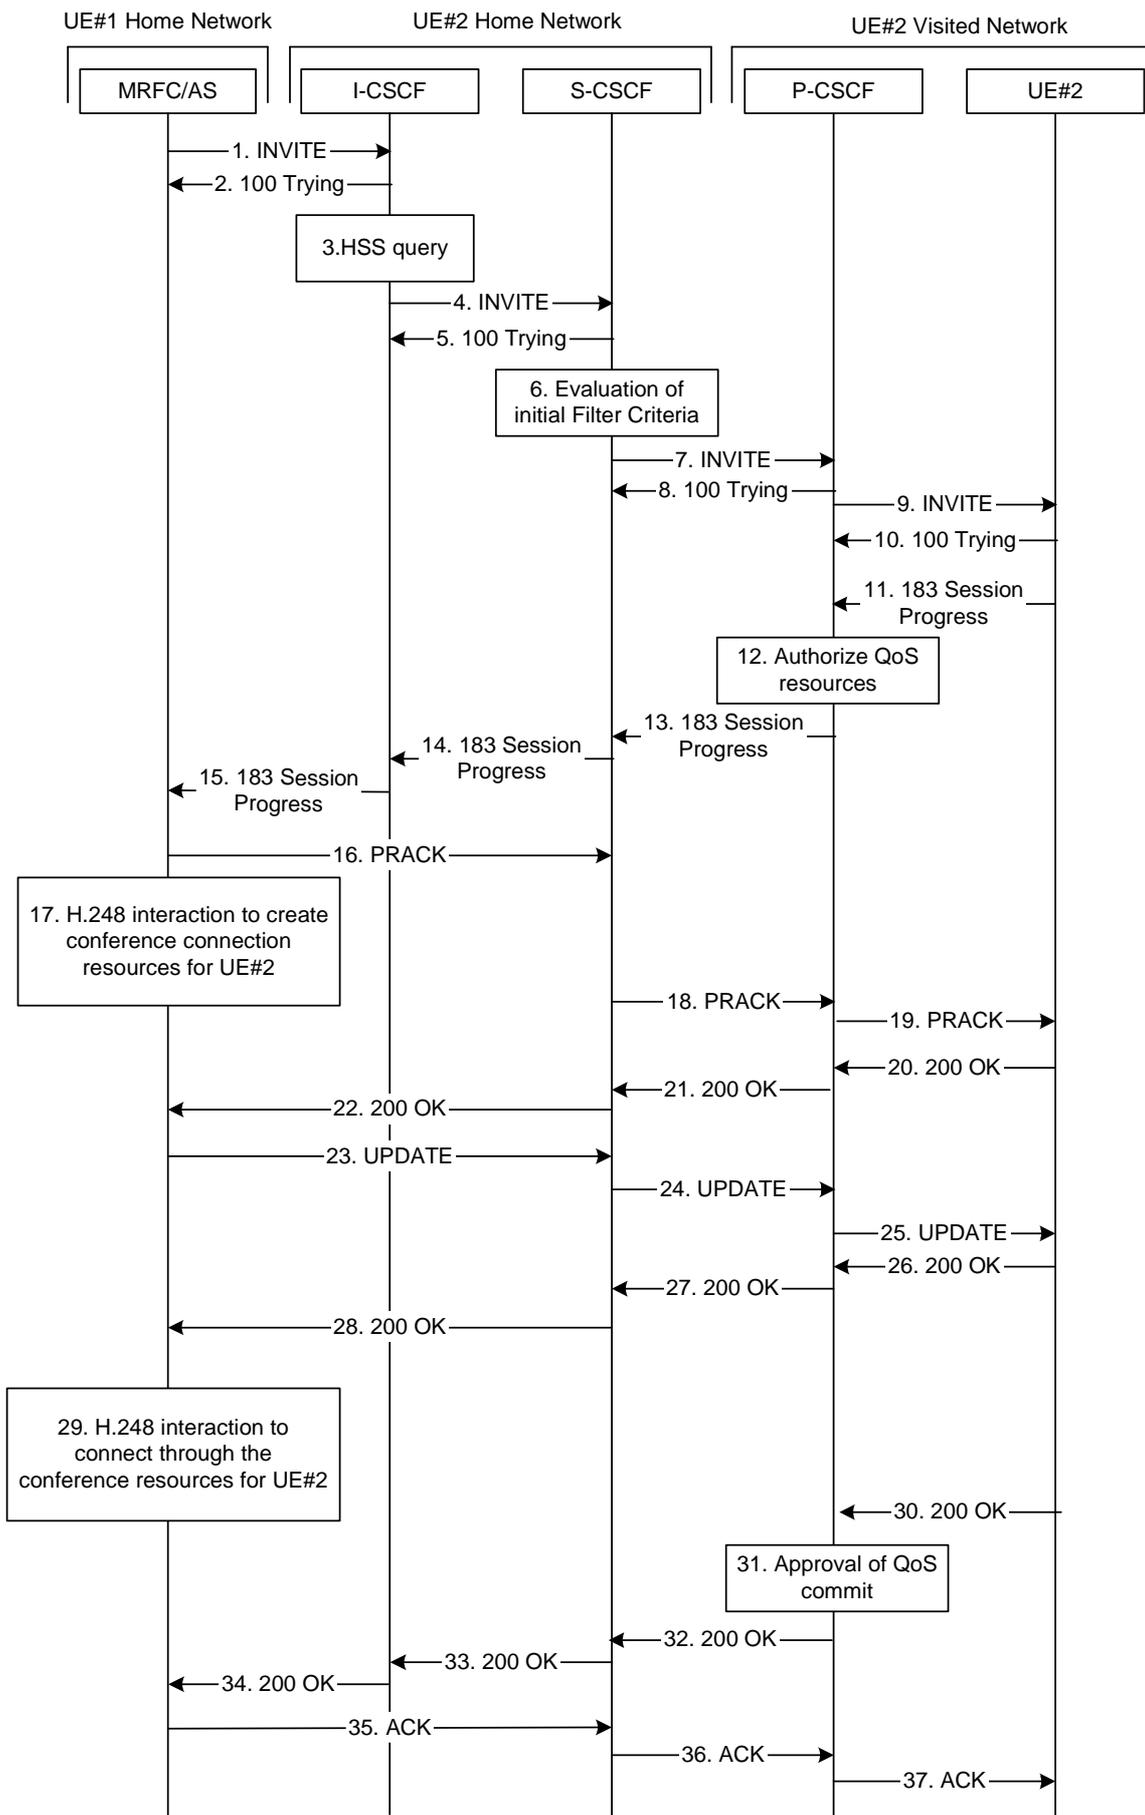 UE#1 Home Network
UE#2 Home Network
UE#2 Visited Network
MRFC/AS
I-CSCF
S-CSCF
P-CSCF
UE#2
1. INVITE
2. 100 Trying
3.HSS query
4. INVITE
5. 100 Trying
6. Evaluation of
initial Filter Criteria
7. INVITE
8. 100 Trying
9. INVITE
10. 100 Trying
11. 183 Session
Progress
12. Authorize QoS
resources
13. 183 Session
Progress
14. 183 Session
Progress
15. 183 Session
Progress
16. PRACK
17. H.248 interaction to create
conference connection
resources for UE#2
18. PRACK
19. PRACK
20. 200 OK
21. 200 OK
22. 200 OK
23. UPDATE
24. UPDATE
25. UPDATE
26. 200 OK
27. 200 OK
28. 200 OK
29. H.248 interaction to
connect through the
conference resources for UE#2
30. 200 OK
31. Approval of QoS
commit
32. 200 OK
33. 200 OK
34. 200 OK
35. ACK
36. ACK
37. ACK